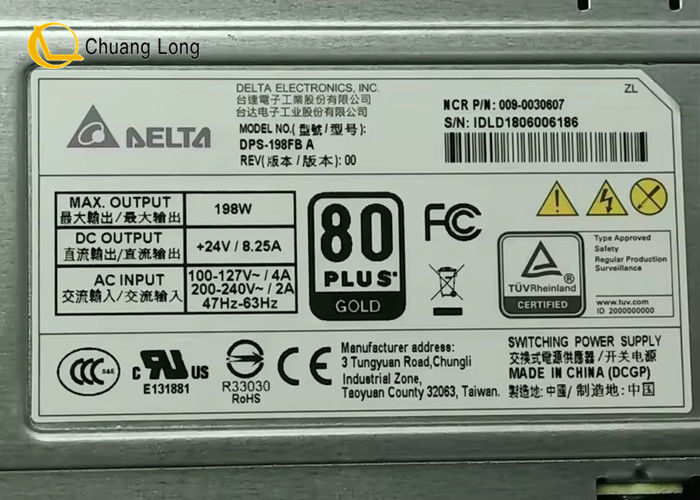 Chuang Long
ZL
DELTA
DELTA ELECTRONICS, INC.
台達電子工業股份有限公司
台达电子工业股份有限公司
MODEL NO.( 型號/型号):
DPS-198FB A
REV(版本/版本): 00
NCR P/N: 009-0030607
S/N: IDLD1806006186
MAX. OUTPUT
最大輸出/最大输出
198W
DC OUTPUT
直流輸出/直流输出
+24V / 8.25A
AC INPUT
交流輸入/交流输入
100-127V~ / 4A
200-240V~ / 2A
47Hz-63Hz
80
PLUS
GOLD
FC
TÜVRheinland
CERTIFIED
Type Approved
Safety
Regular Production
Surveillance
www.tuv.com
ID 2000000000
CCC
c UL US
E131881
R33030
RoHS
CE
Manufacturer address:
3 Tungyuan Road,Chungli
Industrial Zone,
Taoyuan County 32063, Taiwan.
SWITCHING POWER SUPPLY
交換式電源供應器 / 开关电源
MADE IN CHINA (DCGP)
製造地: 中國/ 制造地: 中国